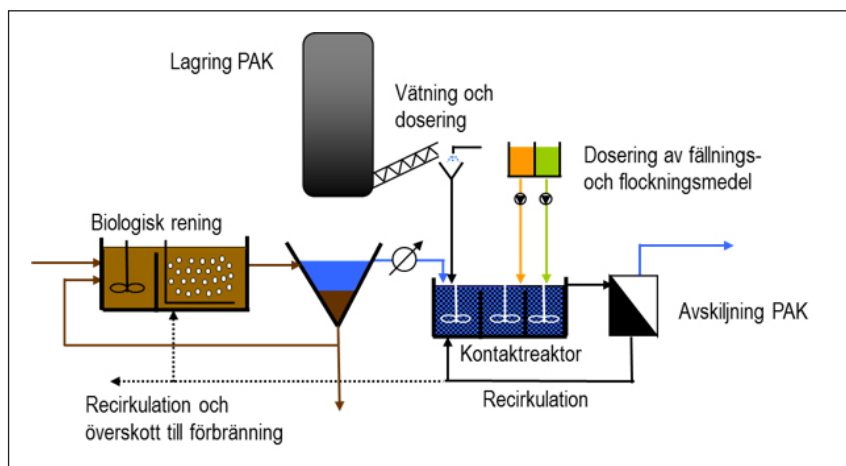 Lagring PAK
Vätning och
dosering
Dosering av fällnings-
och flockningsmedel
Biologisk rening
Avskiljning PAK
Kontaktreaktor
Recirkulation
Recirkulation och
överskott till förbränning